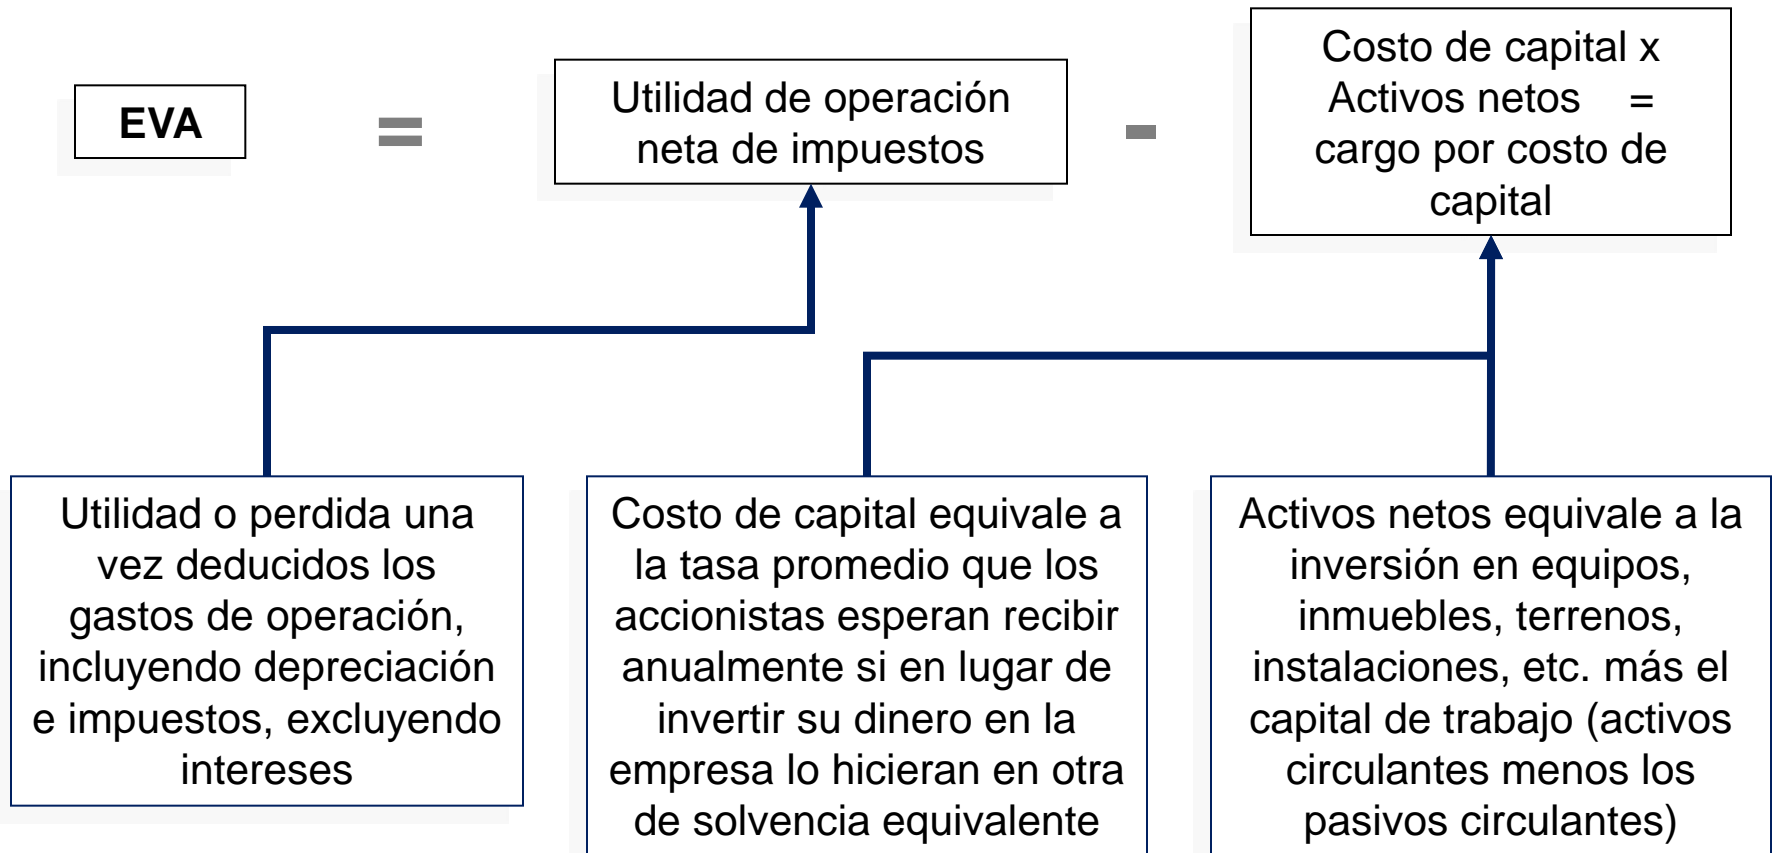 EVA
=
Utilidad de operación
neta de impuestos
-
Costo de capital x
Activos netos =
cargo por costo de
capital
Utilidad o perdida una
vez deducidos los
gastos de operación,
incluyendo depreciación
e impuestos, excluyendo
intereses
Costo de capital equivale a
la tasa promedio que los
accionistas esperan recibir
anualmente si en lugar de
invertir su dinero en la
empresa lo hicieran en otra
de solvencia equivalente
Activos netos equivale a la
inversión en equipos,
inmuebles, terrenos,
instalaciones, etc. más el
capital de trabajo (activos
circulantes menos los
pasivos circulantes)